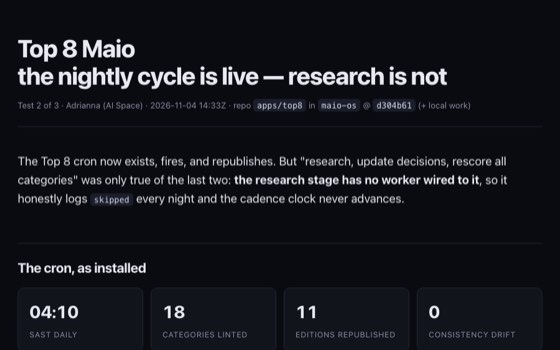 Top 8 Maio
the nightly cycle is live — research is not
Test 2 of 3 · Adrianna (AI Space) · 2026-11-04 14:33Z · repo apps/top8 in maio-os @ d304b61 (+ local work)
The Top 8 cron now exists, fires, and republishes. But "research, update decisions, rescore all
categories" was only true of the last two: the research stage has no worker wired to it, so it
honestly logs skipped every night and the cadence clock never advances.
The cron, as installed
04:10 18 11 0
SAST DAILY CATEGORIES LINTED EDITIONS REPUBLISHED CONSISTENCY DRIFT